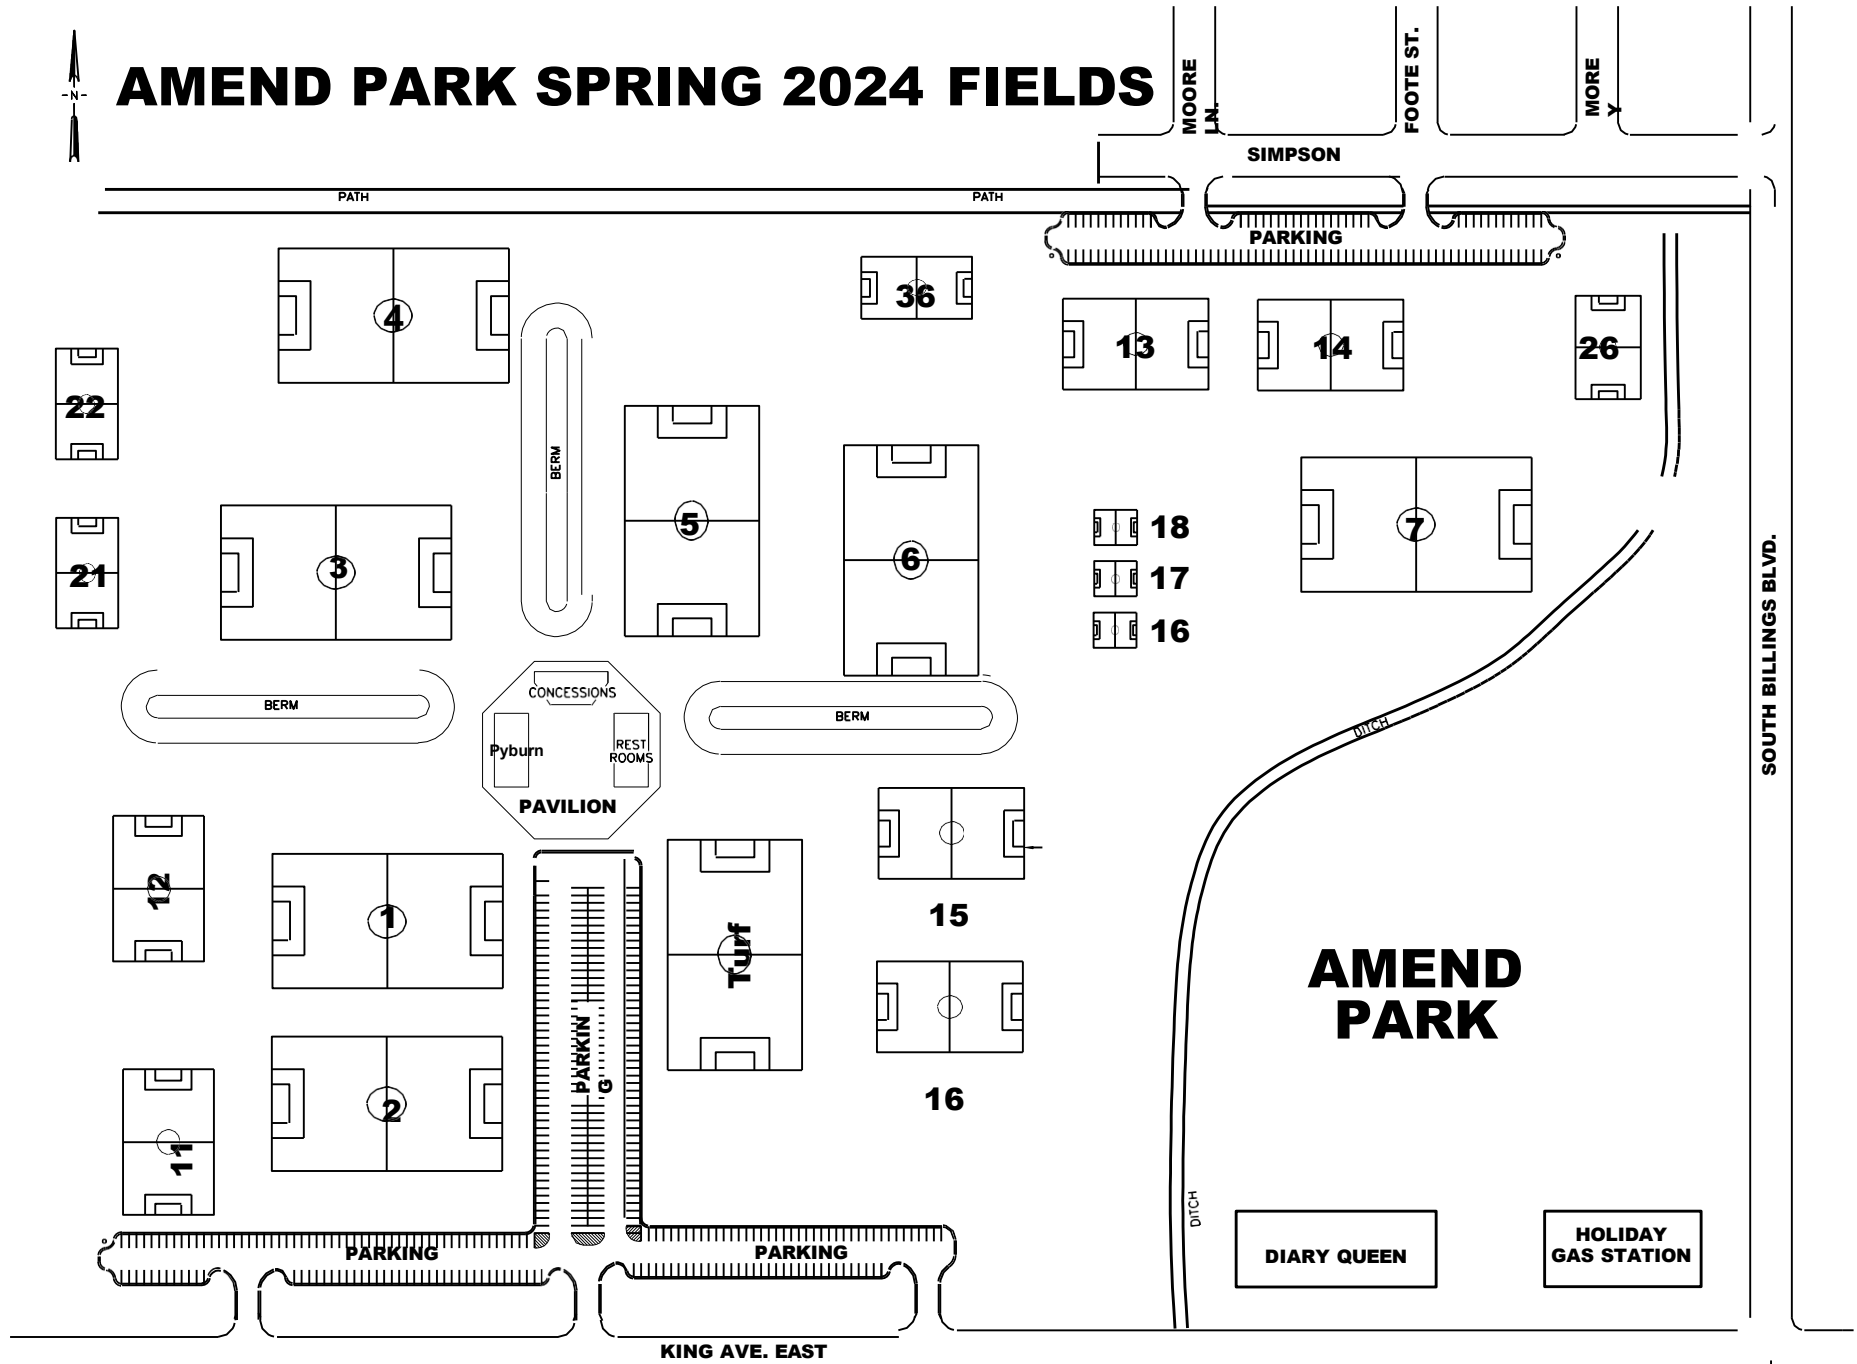 MOORE
LN.
FOOTE ST.
MORE
Y
N
AMEND PARK SPRING 2024 FIELDS
SIMPSON
PATH
PATH
PARKING
4
36
13
14
26
22
BERM
5
6
18
7
17
16
3
21
SOUTH BILLINGS BLVD.
BERM
CONCESSIONS
BERM
DITCH
Pyburn
REST
ROOMS
PAVILION
12
1
15
Turf
AMEND
PARK
PARKIN
G
2
16
11
DITCH
PARKING
PARKING
DIARY QUEEN
HOLIDAY
GAS STATION
KING AVE. EAST